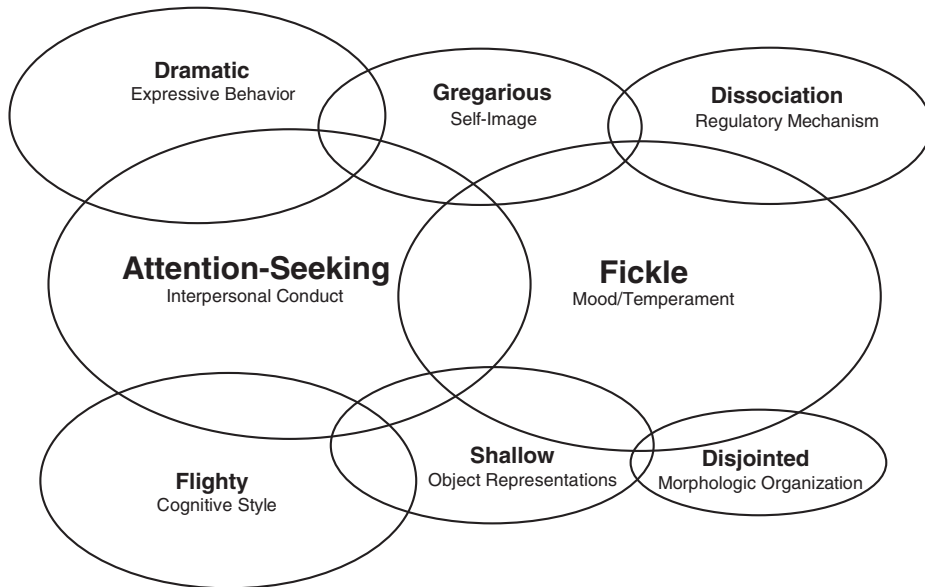 Dramatic
Expressive Behavior
Gregarious
Self-Image
Dissociation
Regulatory Mechanism
Attention-Seeking
Interpersonal Conduct
Fickle
Mood/Temperament
Flighty
Cognitive Style
Shallow
Object Representations
Disjointed
Morphologic Organization